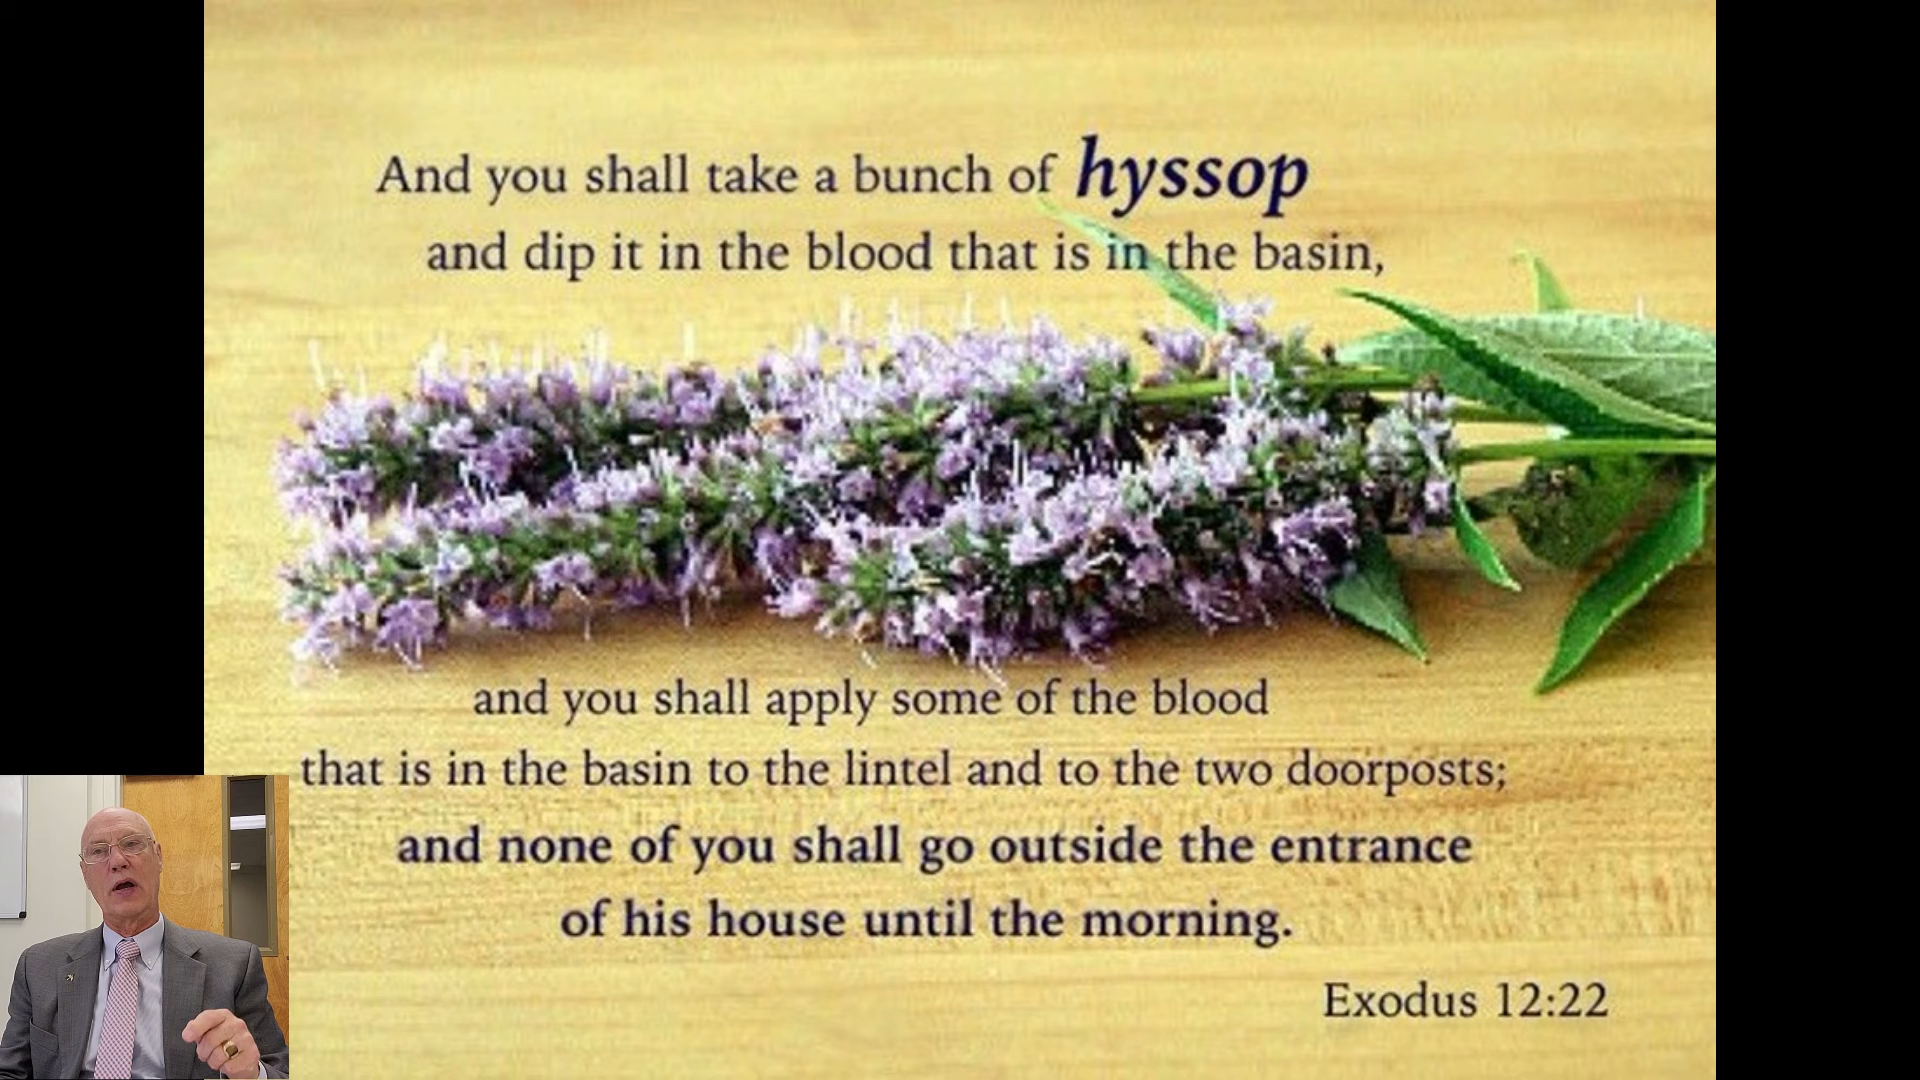 And you shall take a bunch of hyssop
and dip it in the blood that is in the basin,
and you shall apply some of the blood
that is in the basin to the lintel and to the two doorposts;
and none of you shall go outside the entrance
of his house until the morning.
Exodus 12:22